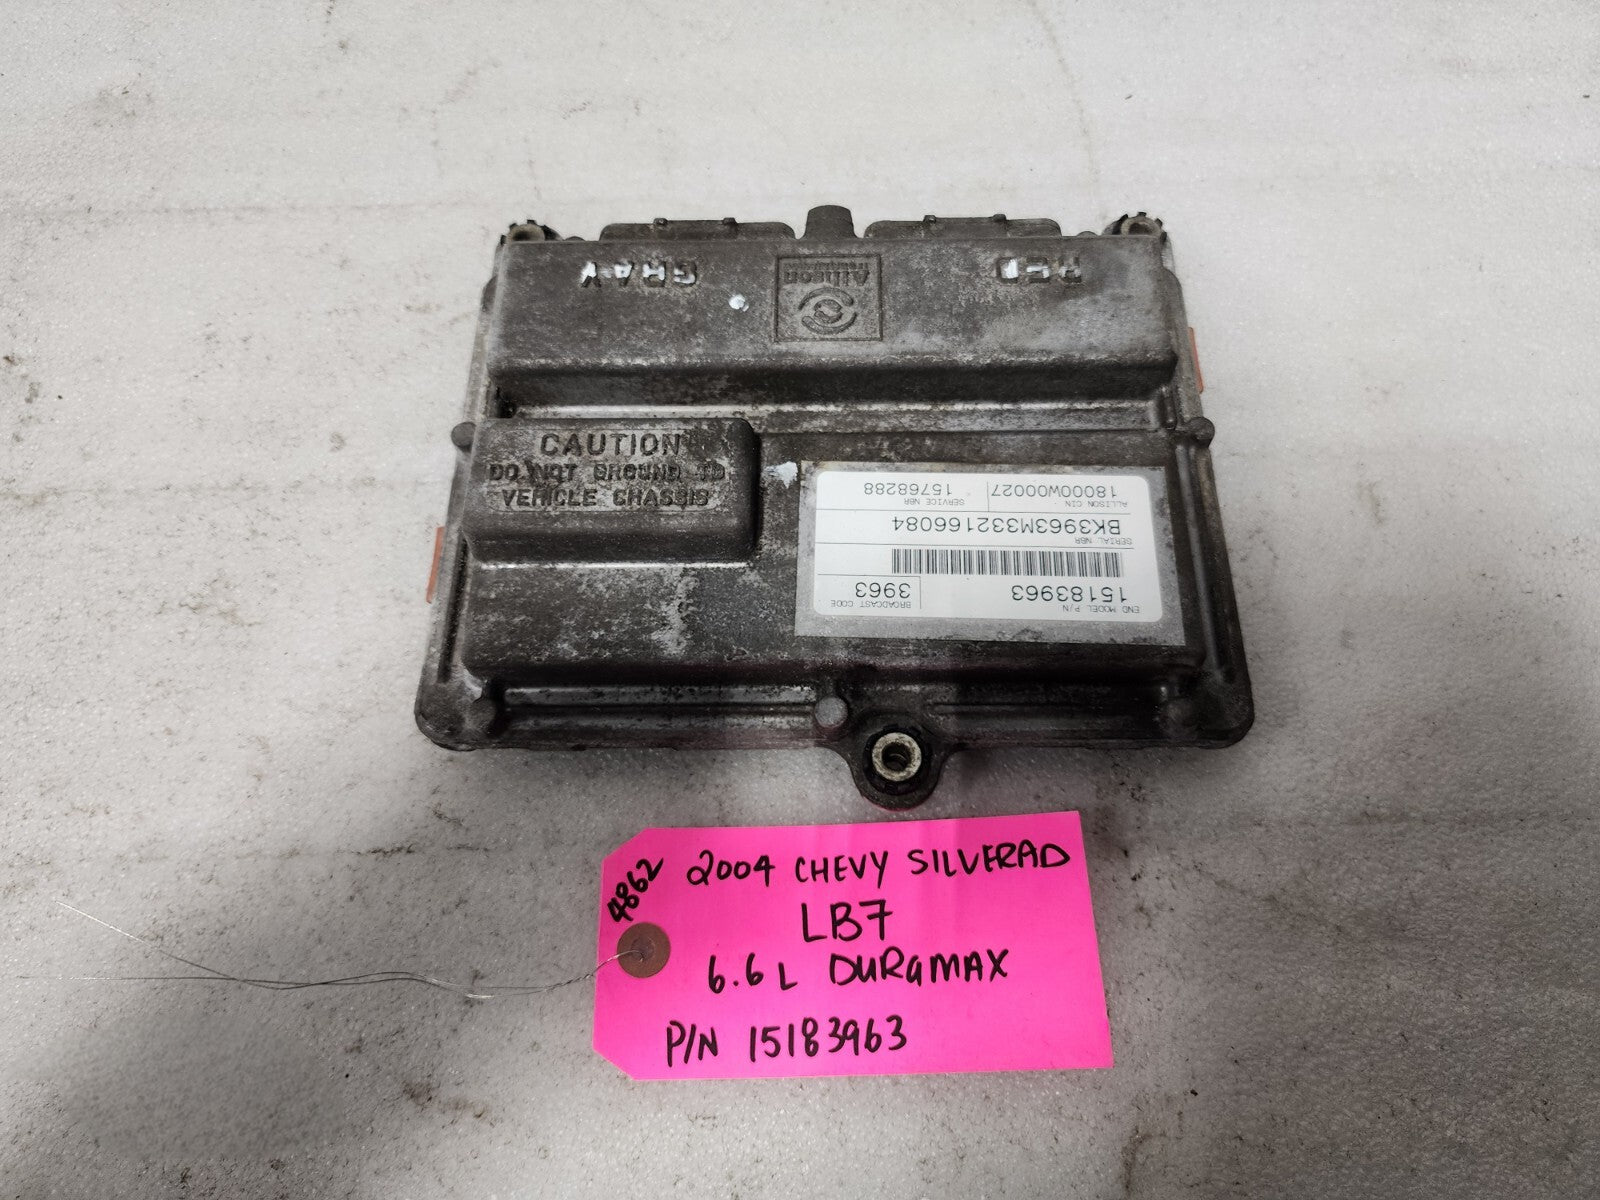 GRAY
RED
Allison
CAUTION
DO NOT GROUND TO
VEHICLE CHASSIS
END MODEL P/N
15183963
BROADCAST CODE
3963
SERIAL NBR
BK3963M332166084
ALLISON CIN
18000W00027
SERVICE NBR
15768288
4862
2004 CHEVY SILVERAD
LB7
6.6L DURAMAX
P/N 15183963